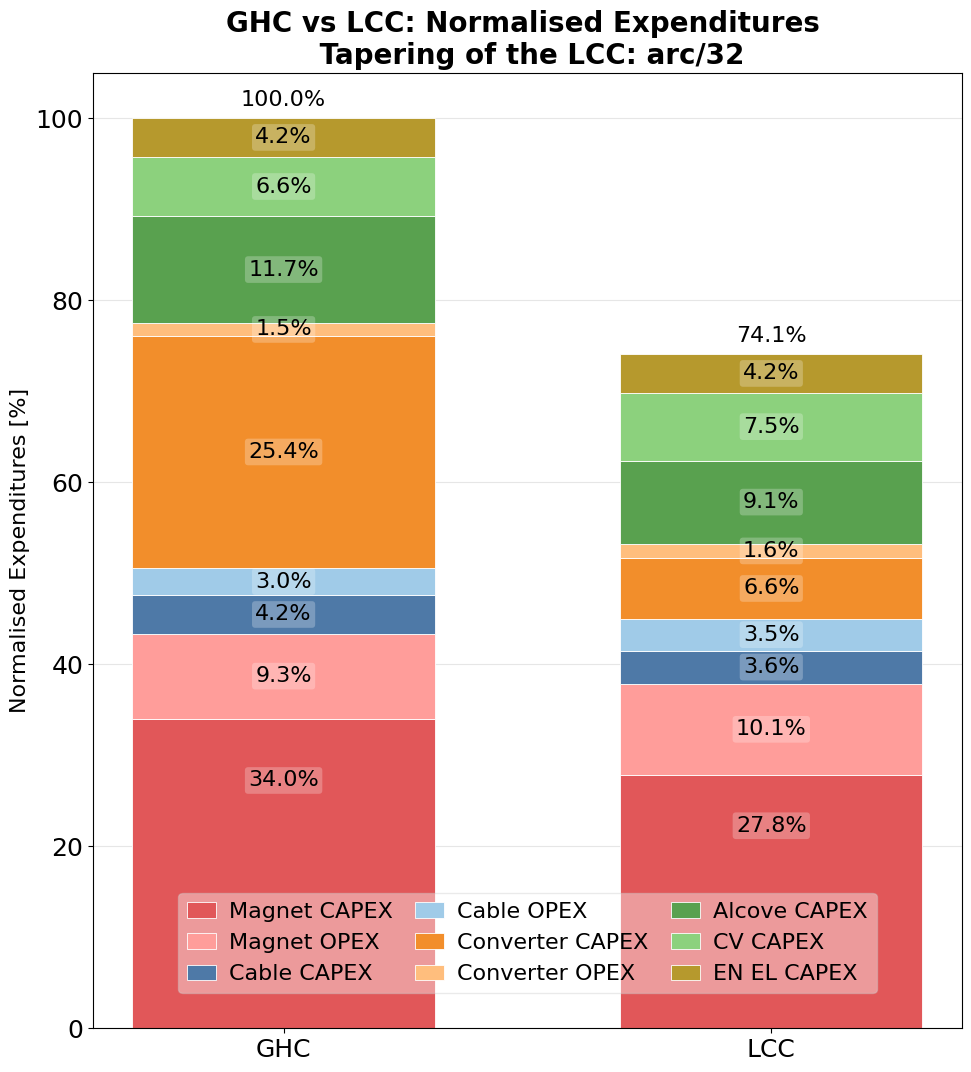 GHC vs LCC: Normalised Expenditures
Tapering of the LCC: arc/32
Normalised Expenditures [%]
100
80
60
40
20
0
100.0%
4.2%
6.6%
11.7%
1.5%
25.4%
3.0%
4.2%
9.3%
34.0%
74.1%
4.2%
7.5%
9.1%
1.6%
6.6%
3.5%
3.6%
10.1%
27.8%
Magnet CAPEX
Magnet OPEX
Cable CAPEX
Cable OPEX
Converter CAPEX
Converter OPEX
Alcove CAPEX
CV CAPEX
EN EL CAPEX
GHC
LCC